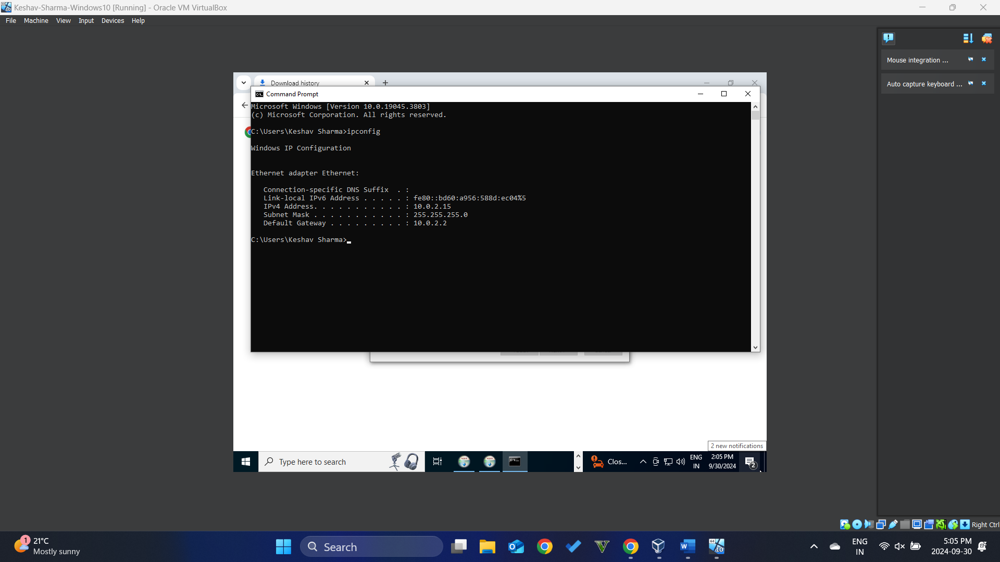 Keshav-Sharma-Windows10 [Running] - Oracle VM VirtualBox
File Machine View Input Devices Help
Mouse integration ...
Auto capture keyboard ...
Download history
Command Prompt
Microsoft Windows [Version 10.0.19045.3803]
(c) Microsoft Corporation. All rights reserved.
C:\Users\Keshav Sharma>ipconfig
Windows IP Configuration
Ethernet adapter Ethernet:
Connection-specific DNS Suffix  . :
Link-local IPv6 Address . . . . . : fe80::bd60:a956:588d:ec04%5
IPv4 Address. . . . . . . . . . . : 10.0.2.15
Subnet Mask . . . . . . . . . . . : 255.255.255.0
Default Gateway . . . . . . . . . : 10.0.2.2
C:\Users\Keshav Sharma>
2 new notifications
Type here to search
Clos...
ENG
IN
2:05 PM
9/30/2024
2
Right Ctrl
1
21°C
Mostly sunny
Search
ENG
IN
5:05 PM
2024-09-30